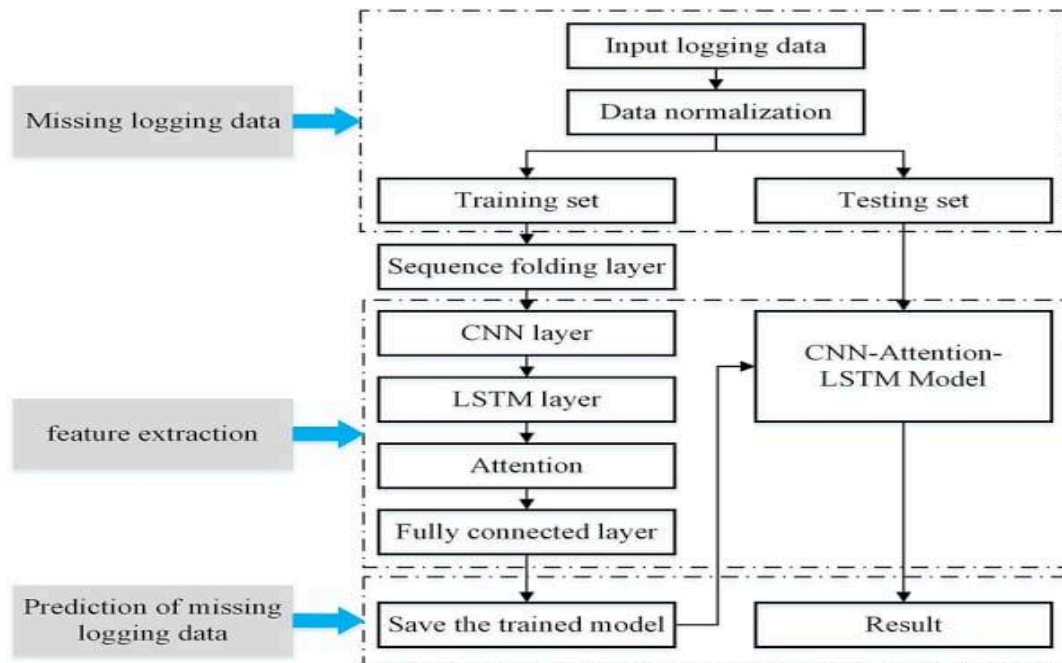 Input logging data
Missing logging data
Data normalization
Training set
Testing set
Sequence folding layer
CNN layer
CNN-Attention-
LSTM Model
LSTM layer
feature extraction
Attention
Fully connected layer
Prediction of missing
logging data
Save the trained model
Result